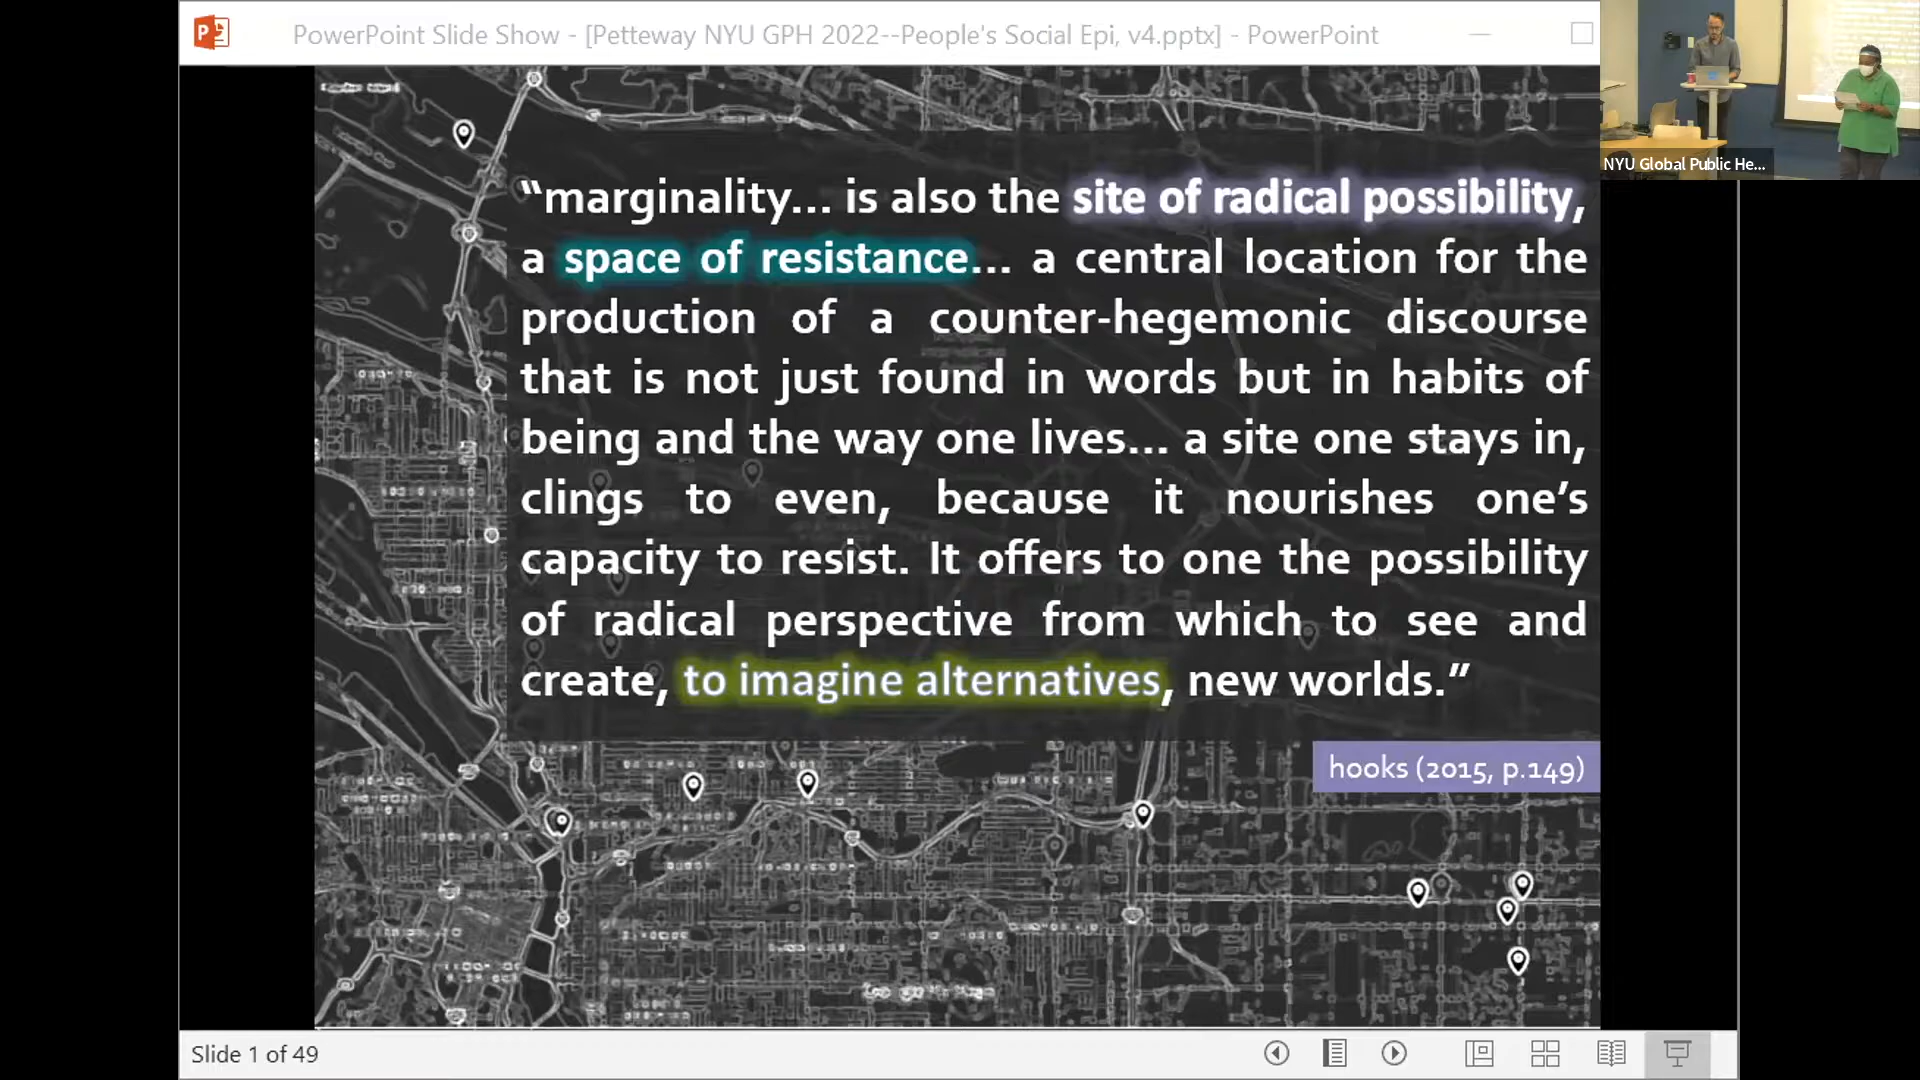 PowerPoint Slide Show - [Petteway NYU GPH 2022--People's Social Epi, v4.pptx] - PowerPoint
NYU Global Public He...
“marginality... is also the site of radical possibility,
a space of resistance... a central location for the
production of a counter-hegemonic discourse
that is not just found in words but in habits of
being and the way one lives... a site one stays in,
clings to even, because it nourishes one’s
capacity to resist. It offers to one the possibility
of radical perspective from which to see and
create, to imagine alternatives, new worlds.”
hooks (2015, p.149)
Slide 1 of 49